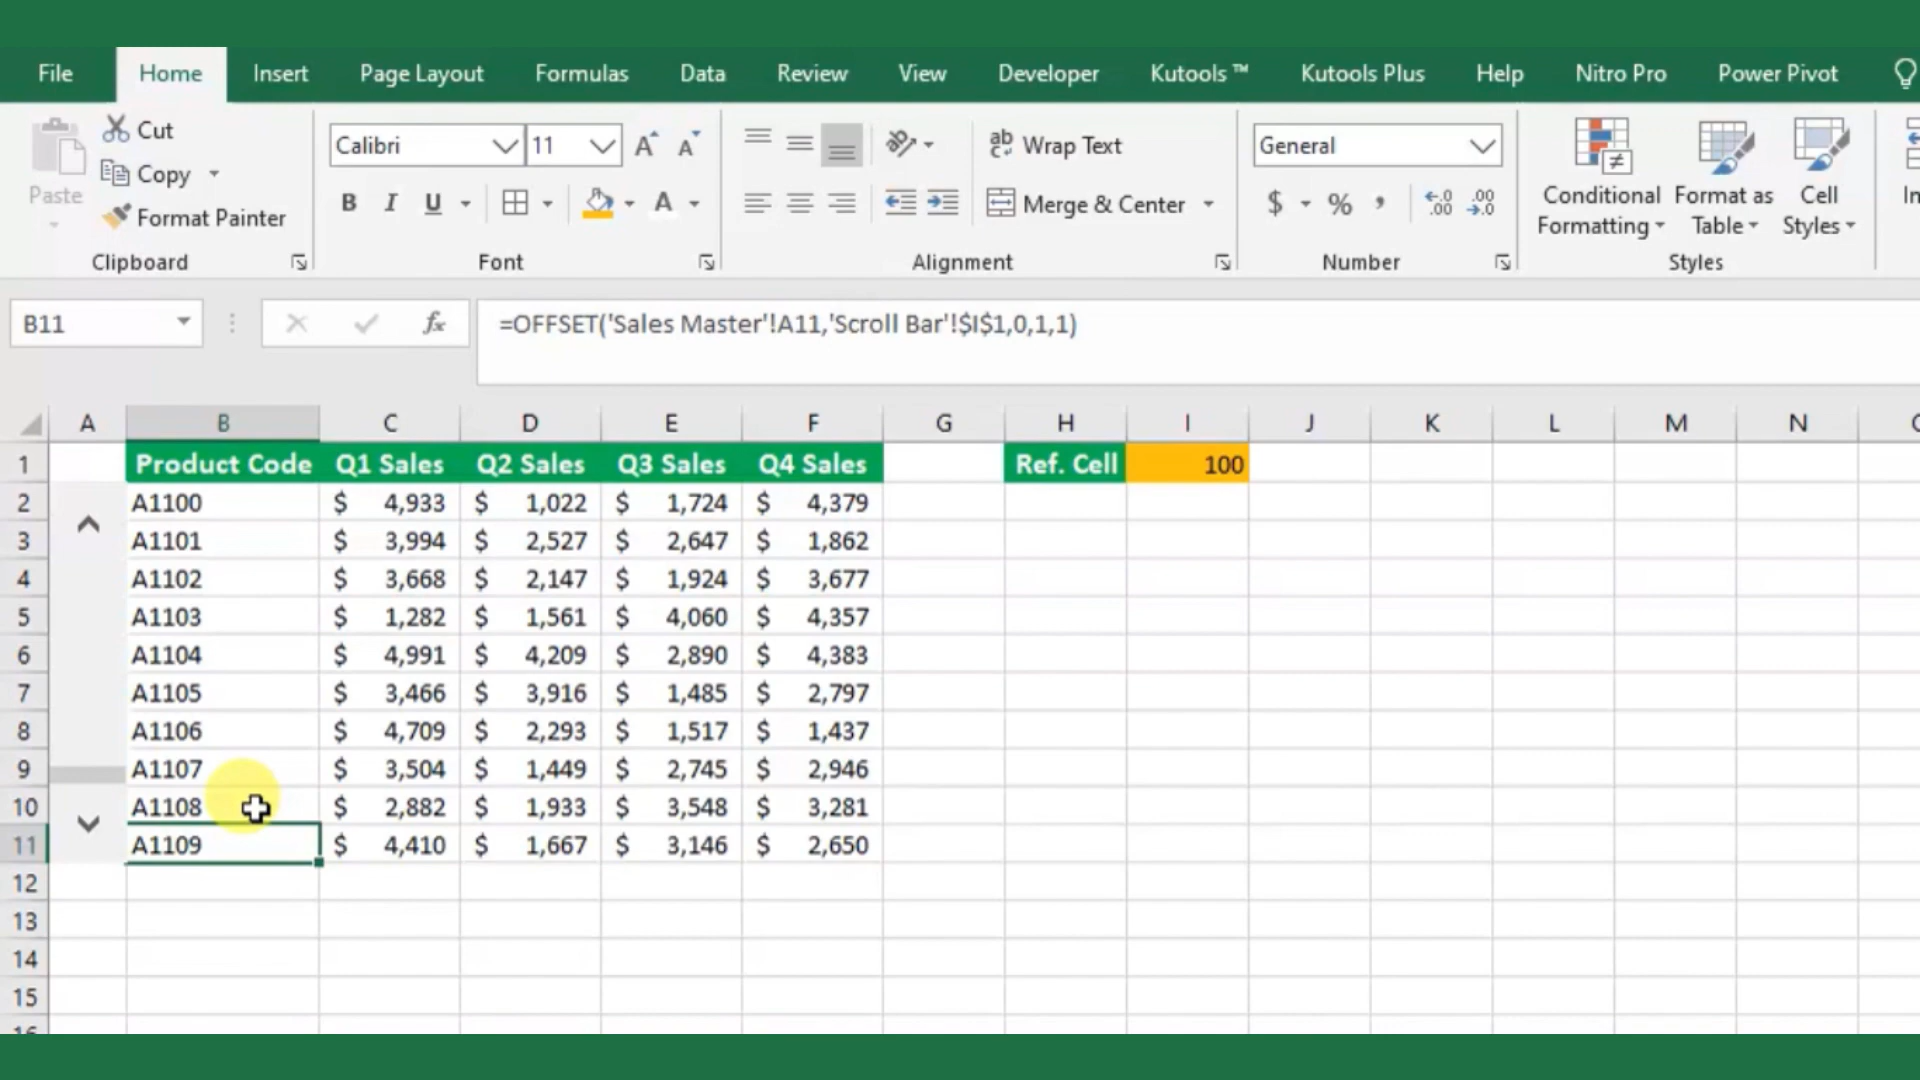 File Home Insert Page Layout Formulas Data Review View Developer Kutools ™ Kutools Plus Help Nitro Pro Power Pivot
Paste
Cut
Copy
Format Painter
Clipboard
Calibri 11
B I U
Font
Wrap Text
Merge & Center
Alignment
General
$ % ,
Number
Conditional Formatting
Format as Table
Cell Styles
Styles
B11 fx =OFFSET('Sales Master'!A11,'Scroll Bar'!$I$1,0,1,1)
A B C D E F G H I J K L M N
1 Product Code Q1 Sales Q2 Sales Q3 Sales Q4 Sales Ref. Cell 100
2 A1100 $ 4,933 $ 1,022 $ 1,724 $ 4,379
3 A1101 $ 3,994 $ 2,527 $ 2,647 $ 1,862
4 A1102 $ 3,668 $ 2,147 $ 1,924 $ 3,677
5 A1103 $ 1,282 $ 1,561 $ 4,060 $ 4,357
6 A1104 $ 4,991 $ 4,209 $ 2,890 $ 4,383
7 A1105 $ 3,466 $ 3,916 $ 1,485 $ 2,797
8 A1106 $ 4,709 $ 2,293 $ 1,517 $ 1,437
9 A1107 $ 3,504 $ 1,449 $ 2,745 $ 2,946
10 A1108 $ 2,882 $ 1,933 $ 3,548 $ 3,281
11 A1109 $ 4,410 $ 1,667 $ 3,146 $ 2,650
12
13
14
15